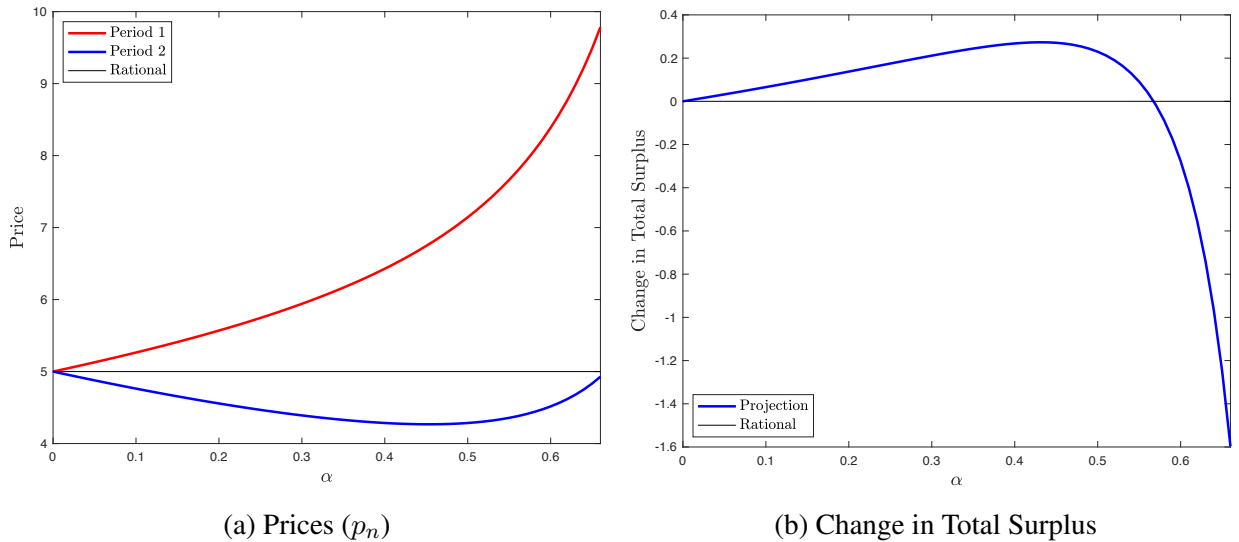 10
9
8
7
6
5
4
Price
Period 1
Period 2
Rational
0
0.1
0.2
0.3
0.4
0.5
0.6
α
(a) Prices (pₙ)
0.4
0.2
0
-0.2
-0.4
-0.6
-0.8
-1
-1.2
-1.4
-1.6
Change in Total Surplus
Projection
Rational
0
0.1
0.2
0.3
0.4
0.5
0.6
α
(b) Change in Total Surplus